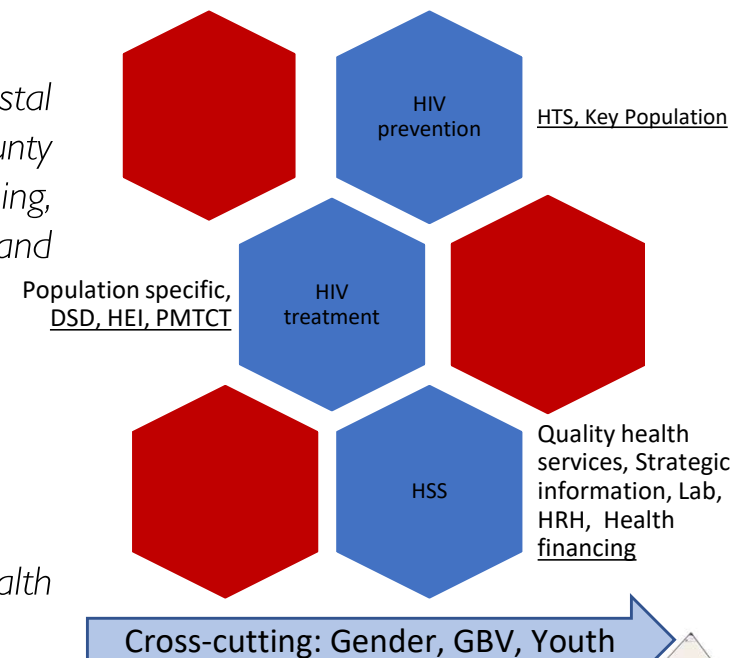 stal
unty
ing,
and
HIV
prevention
HTS, Key Population
Population specific,
DSD, HEI, PMTCT
HIV
treatment
Quality health
services, Strategic
information, Lab,
HRH, Health
financing
HSS
alth
Cross-cutting: Gender, GBV, Youth